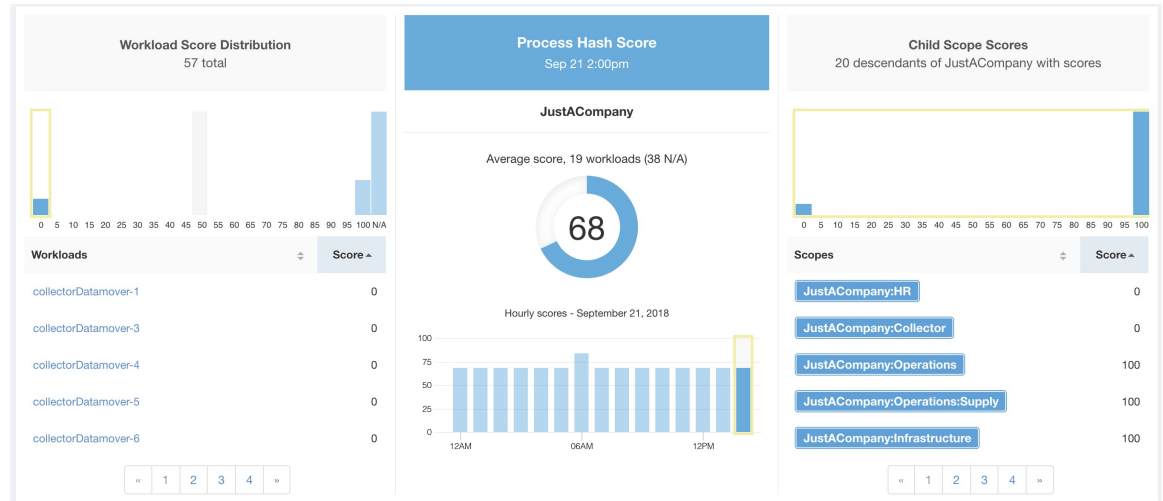 Workload Score Distribution
57 total
0 5 10 15 20 25 30 35 40 45 50 55 60 65 70 75 80 85 90 95 100 N/A
Workloads Score
collectorDatamover-1 0
collectorDatamover-3 0
collectorDatamover-4 0
collectorDatamover-5 0
collectorDatamover-6 0
« 1 2 3 4 »
Process Hash Score
Sep 21 2:00pm
JustACompany
Average score, 19 workloads (38 N/A)
68
Hourly scores - September 21, 2018
100
75
50
25
0
12AM 06AM 12PM
Child Scope Scores
20 descendants of JustACompany with scores
0 5 10 15 20 25 30 35 40 45 50 55 60 65 70 75 80 85 90 95 100
Scopes Score
JustACompany:HR 0
JustACompany:Collector 0
JustACompany:Operations 100
JustACompany:Operations:Supply 100
JustACompany:Infrastructure 100
« 1 2 3 4 »